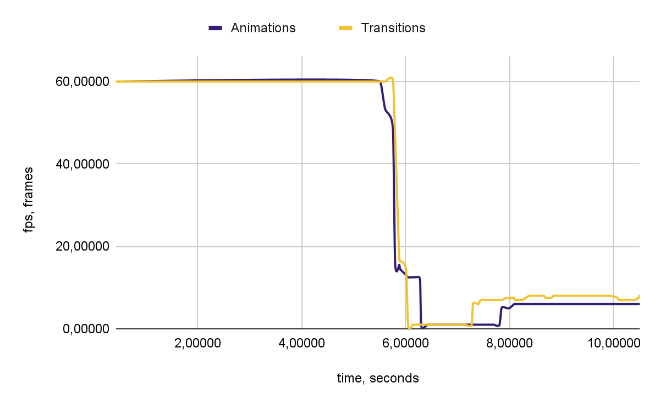 Animations Transitions
60,00000
40,00000
20,00000
0,00000
fps, frames
2,00000 4,00000 6,00000 8,00000 10,00000
time, seconds